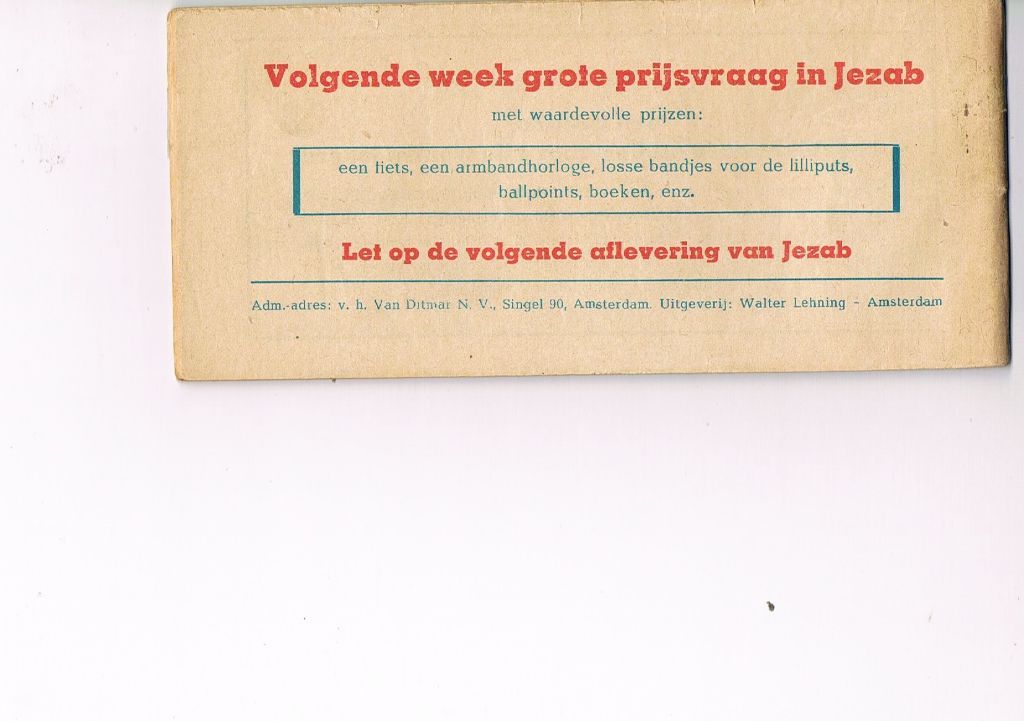 Volgende week grote prijsvraag in Jezab
met waardevolle prijzen:
een fiets, een armbandhorloge, losse bandjes voor de lilliputs,
ballpoints, boeken, enz.
Let op de volgende aflevering van Jezab
Adm.-adres: v. h. Van Ditmar N. V., Singel 90, Amsterdam. Uitgeverij: Walter Lehning - Amsterdam